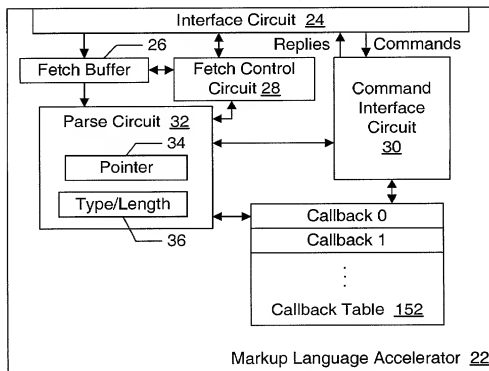 Interface Circuit 24
26
Replies
Commands
Fetch Buffer
Fetch Control
Circuit 28
Command
Interface
Circuit
30
Parse Circuit 32
34
Pointer
Type/Length
36
Callback 0
Callback 1
Callback Table 152
Markup Language Accelerator 22